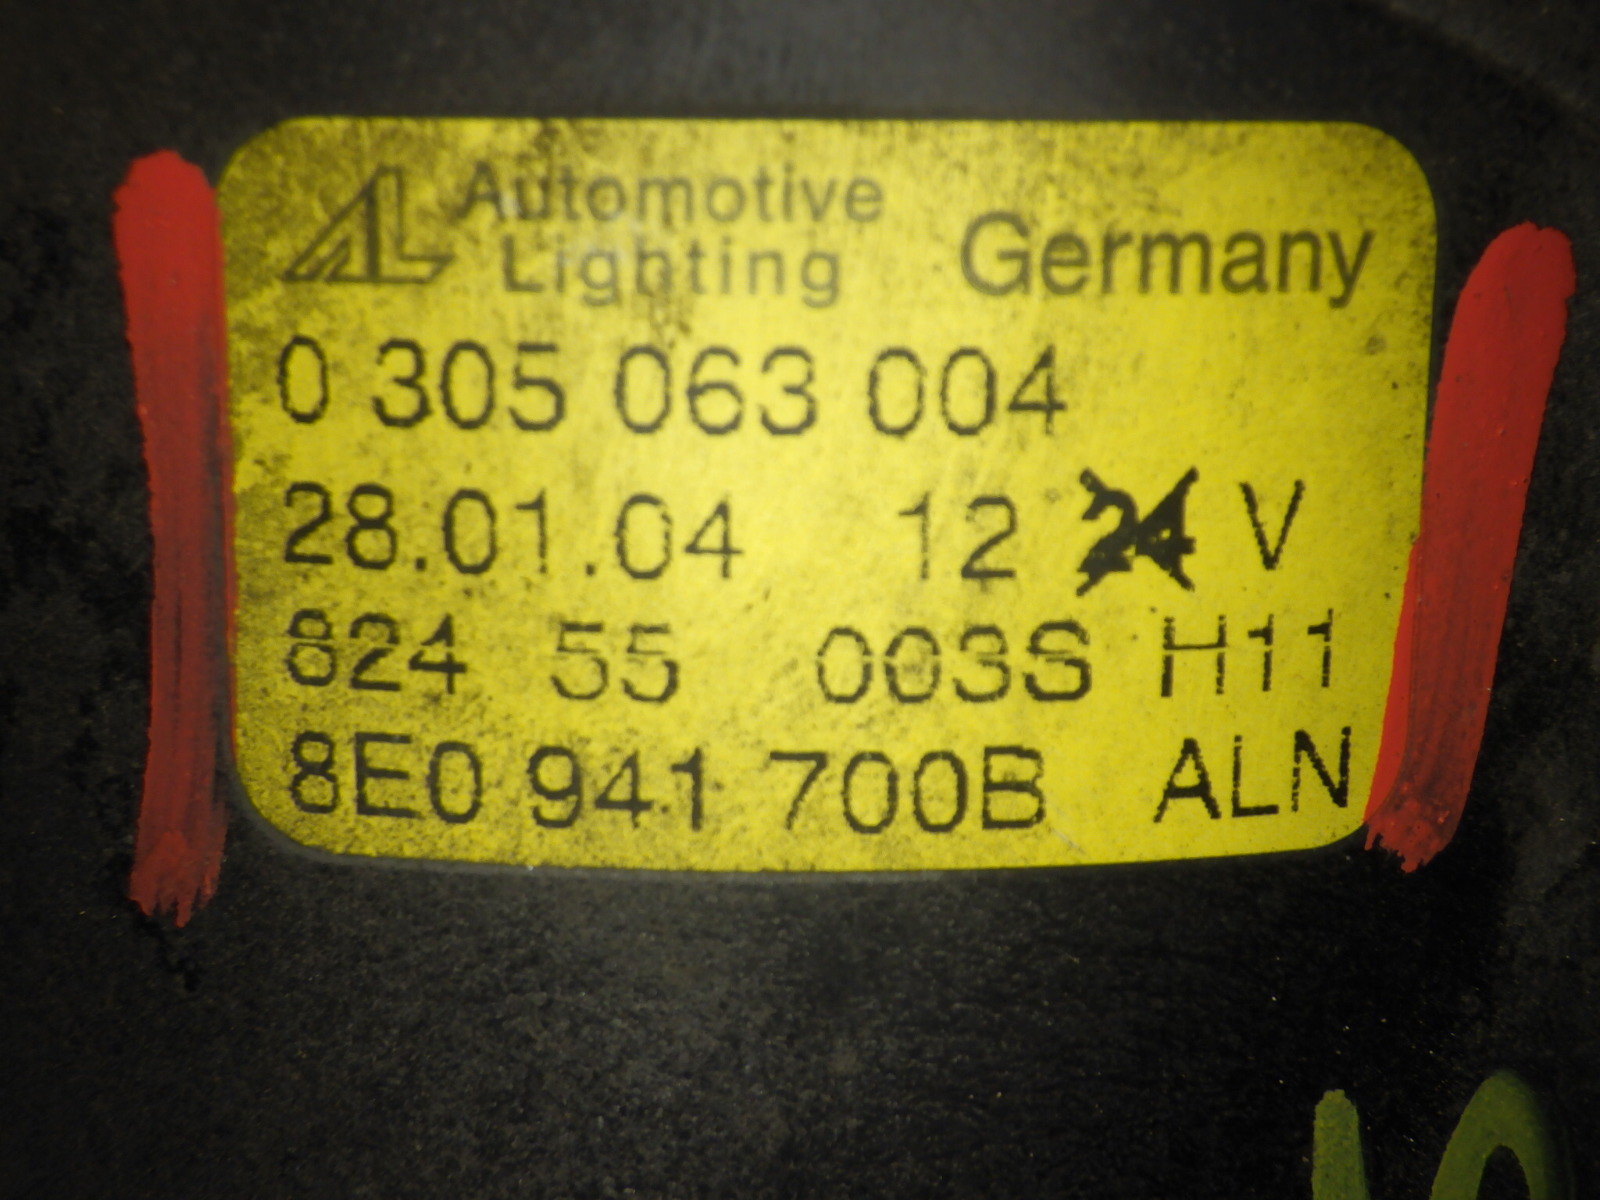 AL Automotive
Lighting Germany
0 305 063 004
28.01.04 12 24 V
824 55 003S H11
8E0 941 700B ALN